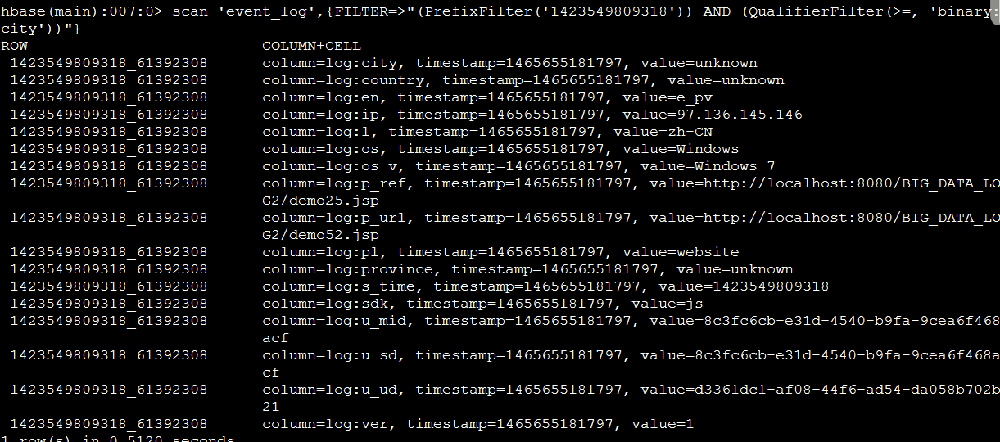 hbase(main):007:0> scan 'event_log',{FILTER=>"(PrefixFilter('1423549809318')) AND (QualifierFilter(>=, 'binary:
city'))"}
ROW COLUMN+CELL
1423549809318_61392308 column=log:city, timestamp=1465655181797, value=unknown
1423549809318_61392308 column=log:country, timestamp=1465655181797, value=unknown
1423549809318_61392308 column=log:en, timestamp=1465655181797, value=e_pv
1423549809318_61392308 column=log:ip, timestamp=1465655181797, value=97.136.145.146
1423549809318_61392308 column=log:l, timestamp=1465655181797, value=zh-CN
1423549809318_61392308 column=log:os, timestamp=1465655181797, value=Windows
1423549809318_61392308 column=log:os_v, timestamp=1465655181797, value=Windows 7
1423549809318_61392308 column=log:p_ref, timestamp=1465655181797, value=http://localhost:8080/BIG_DATA_LO
G2/demo25.jsp
1423549809318_61392308 column=log:p_url, timestamp=1465655181797, value=http://localhost:8080/BIG_DATA_LO
G2/demo52.jsp
1423549809318_61392308 column=log:pl, timestamp=1465655181797, value=website
1423549809318_61392308 column=log:province, timestamp=1465655181797, value=unknown
1423549809318_61392308 column=log:s_time, timestamp=1465655181797, value=1423549809318
1423549809318_61392308 column=log:sdk, timestamp=1465655181797, value=js
1423549809318_61392308 column=log:u_mid, timestamp=1465655181797, value=8c3fc6cb-e31d-4540-b9fa-9cea6f468
acf
1423549809318_61392308 column=log:u_sd, timestamp=1465655181797, value=8c3fc6cb-e31d-4540-b9fa-9cea6f468a
cf
1423549809318_61392308 column=log:u_ud, timestamp=1465655181797, value=d3361dc1-af08-44f6-ad54-da058b702b
21
1423549809318_61392308 column=log:ver, timestamp=1465655181797, value=1
1 row(s) in 0.5120 seconds